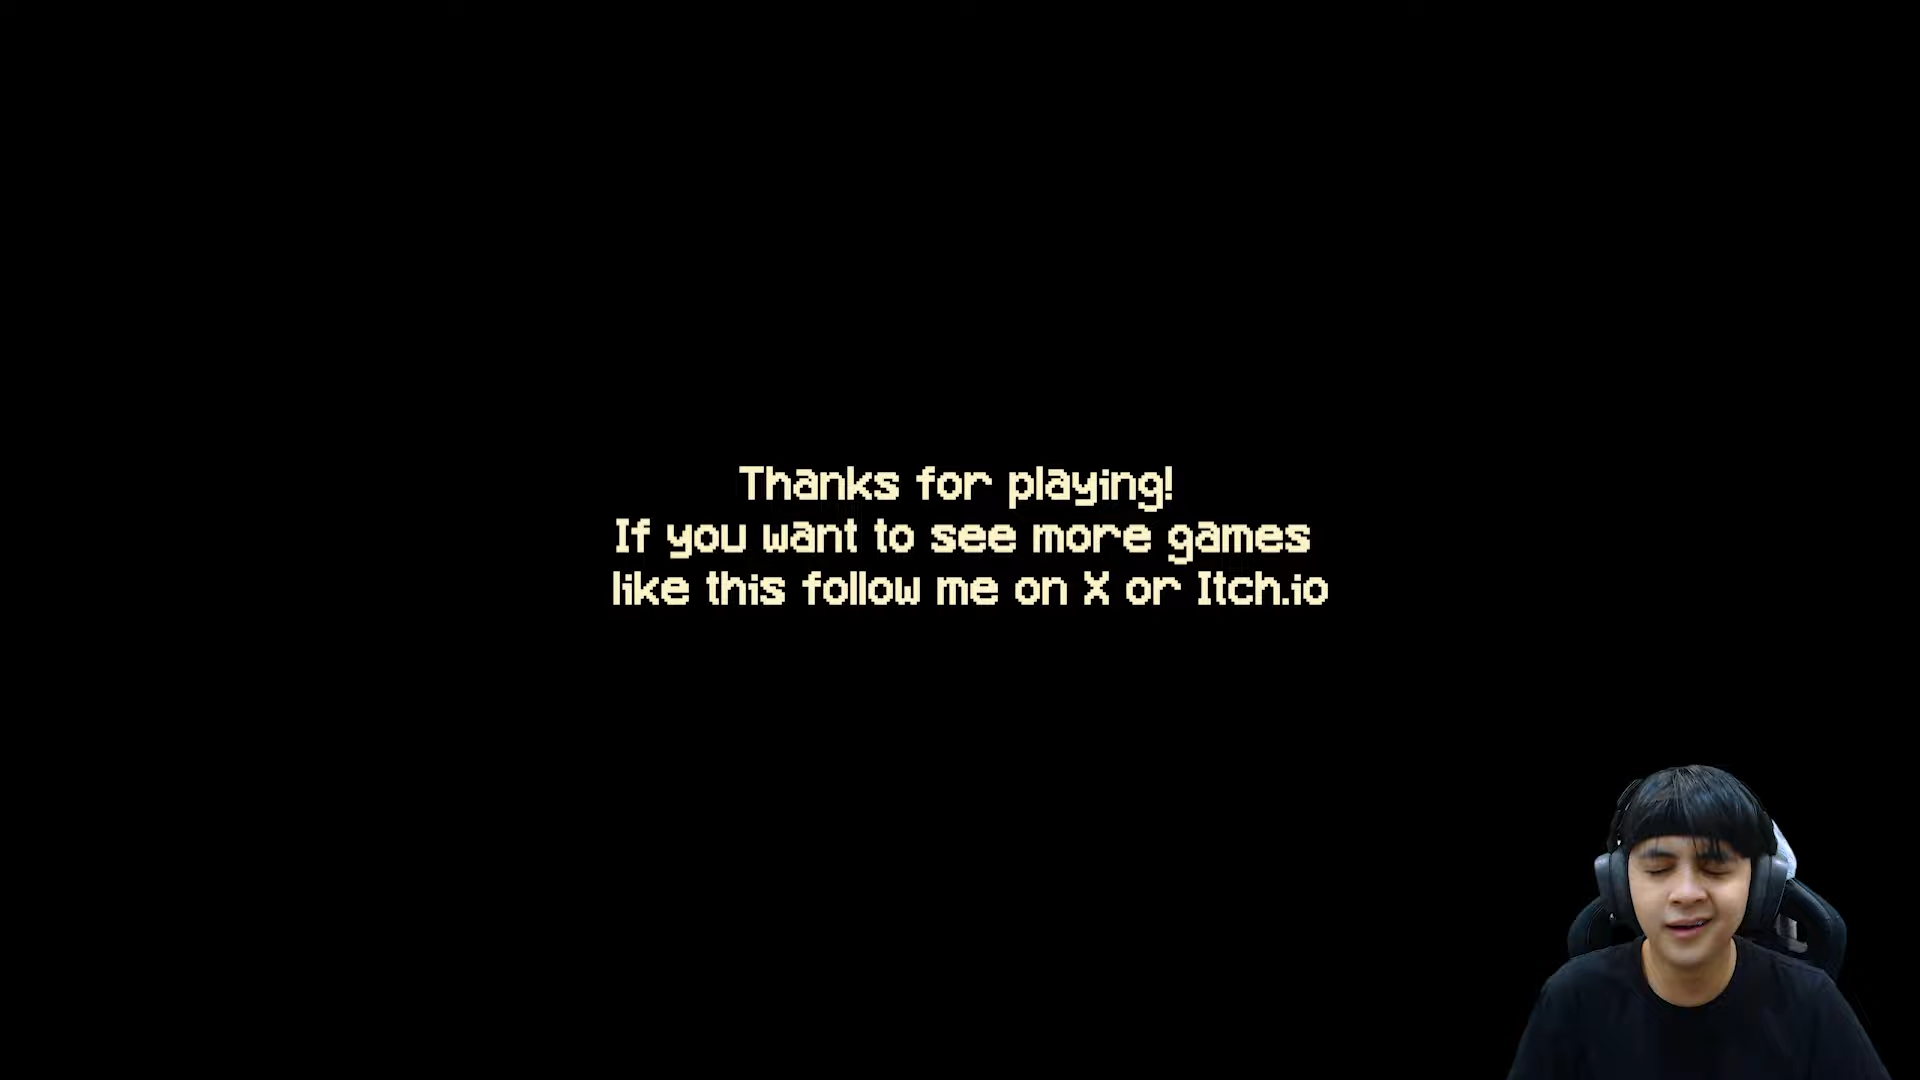 Thanks for playing!
If you want to see more games
like this follow me on X or Itch.io